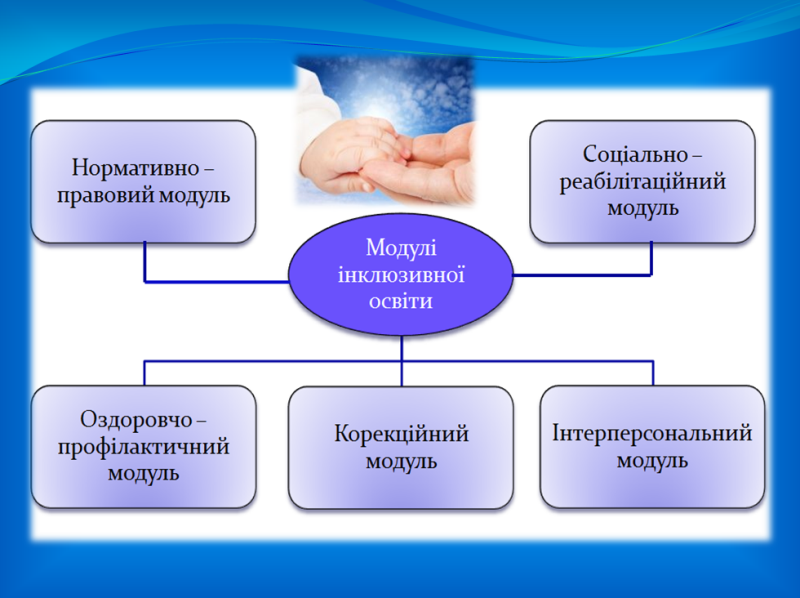 Нормативно –
правовий модуль
Соціально –
реабілітаційний
модуль
Модулі
інклюзивної
освіти
Оздоровчо –
профілактичний
модуль
Корекційний
модуль
Інтерперсональний
модуль